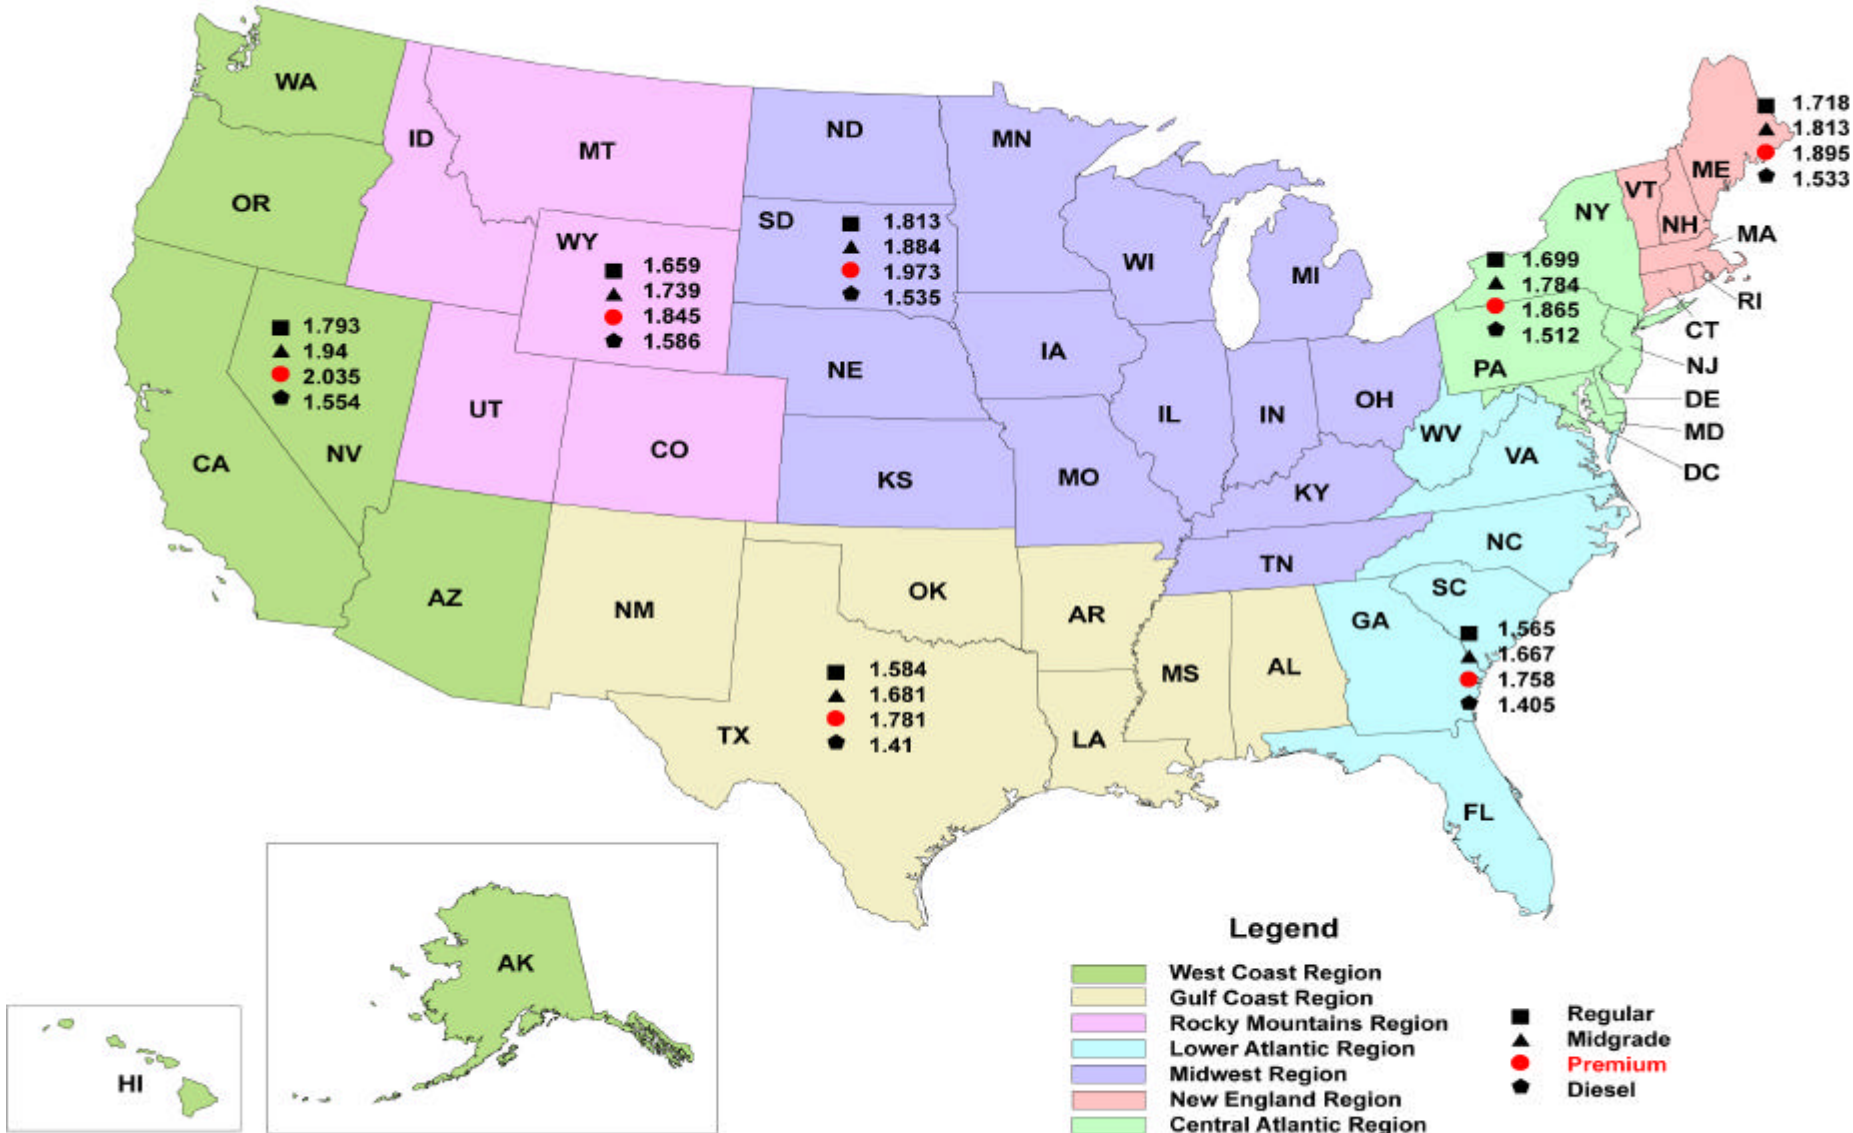 WA
ID
MT
ND
MN
OR
SD
1.813
1.884
1.973
1.535
WY
1.659
1.739
1.845
1.586
WI
MI
NY
VT
ME
NH
1.718
1.813
1.895
1.533
MA
RI
CT
NJ
DE
MD
DC
1.699
1.784
1.865
1.512
PA
1.793
1.94
2.035
1.554
CA
NV
UT
CO
NE
KS
IA
MO
IL
IN
OH
KY
WV
VA
NC
TN
SC
GA
1.565
1.667
1.758
1.405
AZ
NM
OK
AR
MS
AL
TX
1.584
1.681
1.781
1.41
LA
FL
AK
HI
Legend
West Coast Region
Gulf Coast Region
Rocky Mountains Region
Lower Atlantic Region
Midwest Region
New England Region
Central Atlantic Region
Regular
Midgrade
Premium
Diesel